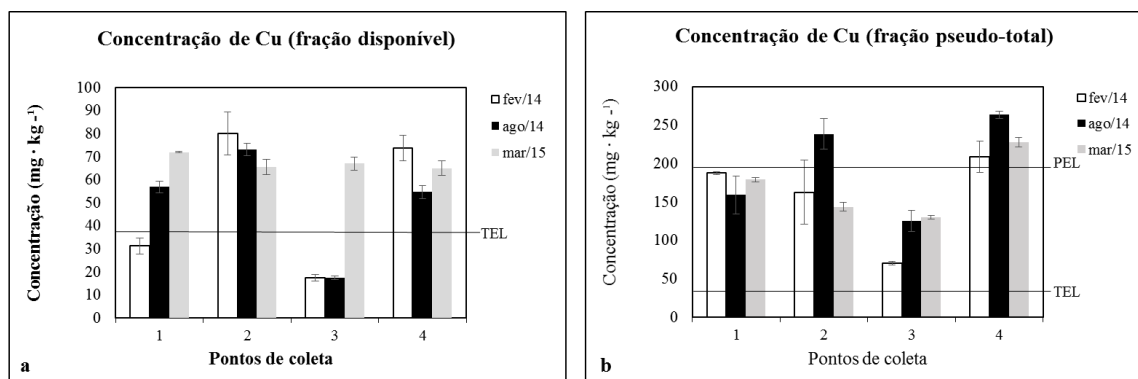 Concentração de Cu (fração disponível)
Concentração (mg · kg -¹)
100
90
80
70
60
50
40
30
20
10
0
fev/14
ago/14
mar/15
TEL
1 2 3 4
Pontos de coleta
a
Concentração de Cu (fração pseudo-total)
Concentração (mg · kg -¹)
300
250
200
150
100
50
0
fev/14
ago/14
mar/15
PEL
TEL
1 2 3 4
Pontos de coleta
b